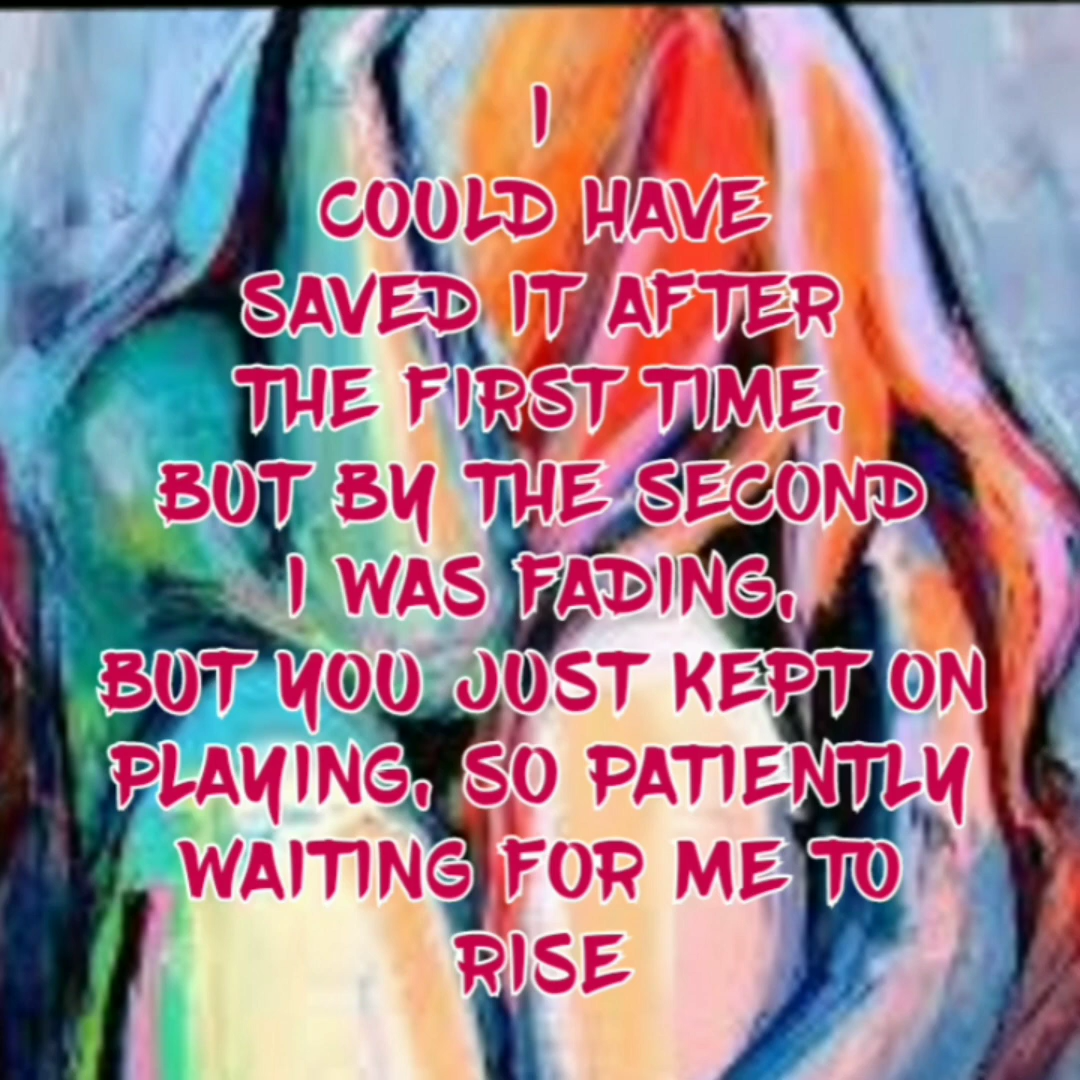 I
COULD HAVE
SAVED IT AFTER
THE FIRST TIME,
BUT BY THE SECOND
I WAS FADING,
BUT YOU JUST KEPT ON
PLAYING, SO PATIENTLY
WAITING FOR ME TO
RISE